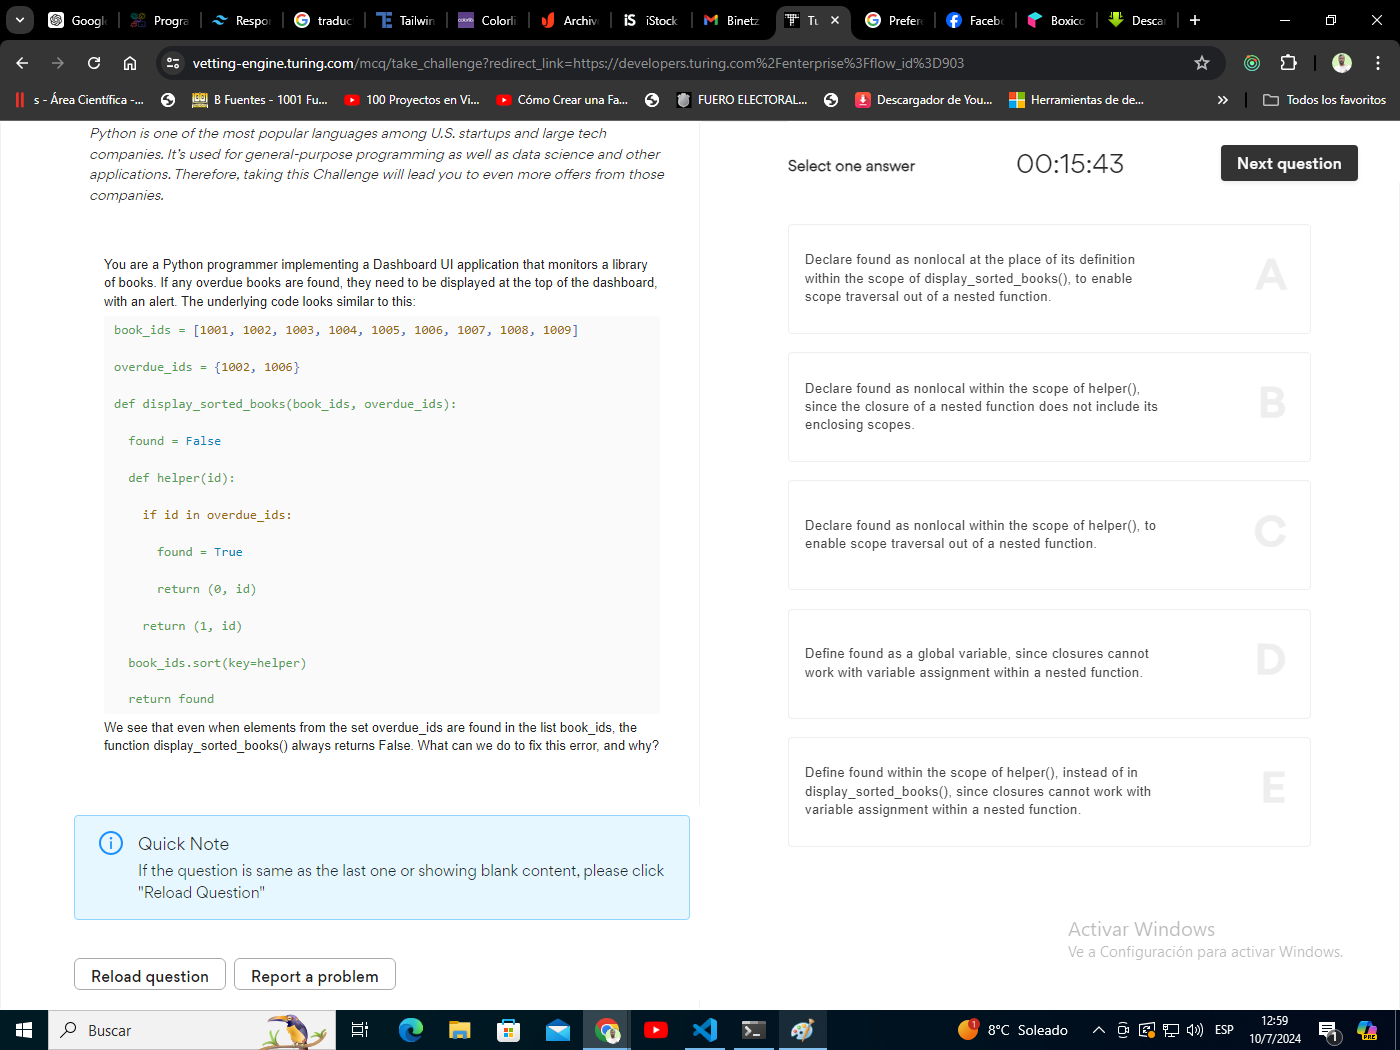 Google
Progra
Respo
traduc
Tailwin
Colorli
Archiv
iStock
Binetz
Tu
Prefer
Facebo
Boxico
Desca
vetting-engine.turing.com/mcq/take_challenge?redirect_link=https://developers.turing.com%2Fenterprise%3Fflow_id%3D903
s - Área Científica -...
B Fuentes - 1001 Fu...
100 Proyectos en Vi...
Cómo Crear una Fa...
FUERO ELECTORAL...
Descargador de You...
Herramientas de de...
Todos los favoritos
Python is one of the most popular languages among U.S. startups and large tech
companies. It's used for general-purpose programming as well as data science and other
applications. Therefore, taking this Challenge will lead you to even more offers from those
companies.
You are a Python programmer implementing a Dashboard UI application that monitors a library
of books. If any overdue books are found, they need to be displayed at the top of the dashboard,
with an alert. The underlying code looks similar to this:
book_ids = [1001, 1002, 1003, 1004, 1005, 1006, 1007, 1008, 1009]
overdue_ids = {1002, 1006}
def display_sorted_books(book_ids, overdue_ids):
found = False
def helper(id):
if id in overdue_ids:
found = True
return (0, id)
return (1, id)
book_ids.sort(key=helper)
return found
We see that even when elements from the set overdue_ids are found in the list book_ids, the
function display_sorted_books() always returns False. What can we do to fix this error, and why?
Quick Note
If the question is same as the last one or showing blank content, please click
"Reload Question"
Reload question
Report a problem
Select one answer
00:15:43
Next question
Declare found as nonlocal at the place of its definition
within the scope of display_sorted_books(), to enable
scope traversal out of a nested function.
A
Declare found as nonlocal within the scope of helper(),
since the closure of a nested function does not include its
enclosing scopes.
B
Declare found as nonlocal within the scope of helper(), to
enable scope traversal out of a nested function.
C
Define found as a global variable, since closures cannot
work with variable assignment within a nested function.
D
Define found within the scope of helper(), instead of in
display_sorted_books(), since closures cannot work with
variable assignment within a nested function.
E
Activar Windows
Ve a Configuración para activar Windows.
Buscar
1
8°C Soleado
ESP
12:59
10/7/2024
1
PRE